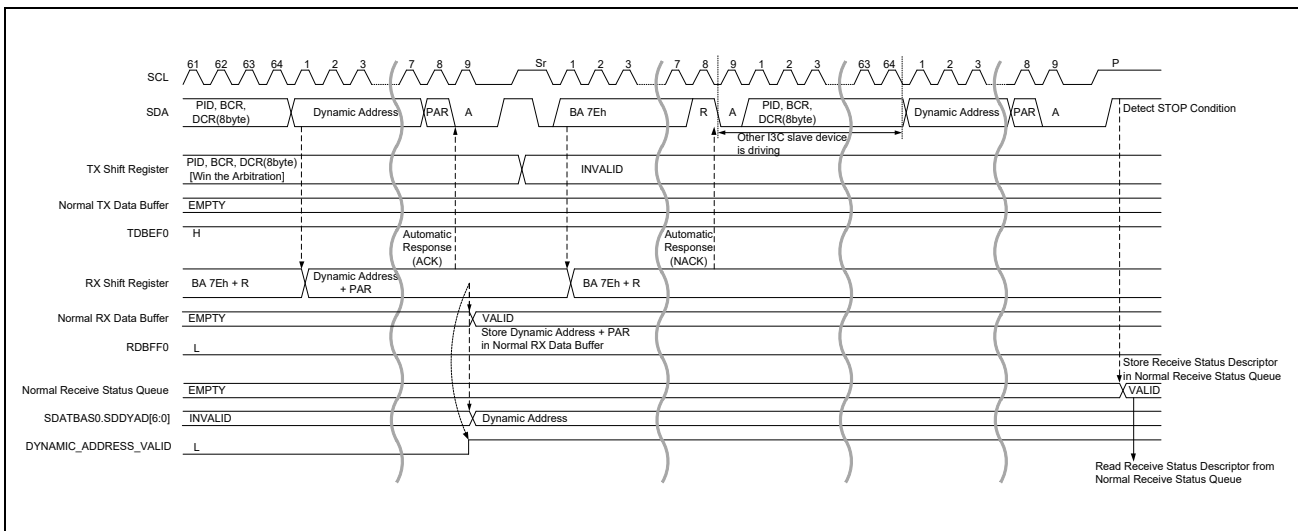 61 62 63 64 1 2 3 7 8 9 Sr 1 2 3 7 8 9 1 2 3 63 64 1 2 3 8 9 P
SCL
SDA
PID, BCR,
DCR(8byte)
Dynamic Address
PAR
A
BA 7Eh
R
A
PID, BCR,
DCR(8byte)
Dynamic Address
PAR
A
Detect STOP Condition
Other I3C slave device
is driving
TX Shift Register
PID, BCR, DCR(8byte)
[Win the Arbitration]
INVALID
Normal TX Data Buffer
EMPTY
TDBEF0
H
Automatic
Response
(ACK)
Automatic
Response
(NACK)
RX Shift Register
BA 7Eh + R
Dynamic Address
+ PAR
BA 7Eh + R
Normal RX Data Buffer
EMPTY
VALID
Store Dynamic Address + PAR
in Normal RX Data Buffer
RDBFF0
L
Store Receive Status Descriptor
in Normal Receive Status Queue
Normal Receive Status Queue
EMPTY
VALID
SDATBAS0.SDDYAD[6:0]
INVALID
Dynamic Address
DYNAMIC_ADDRESS_VALID
L
Read Receive Status Descriptor from
Normal Receive Status Queue